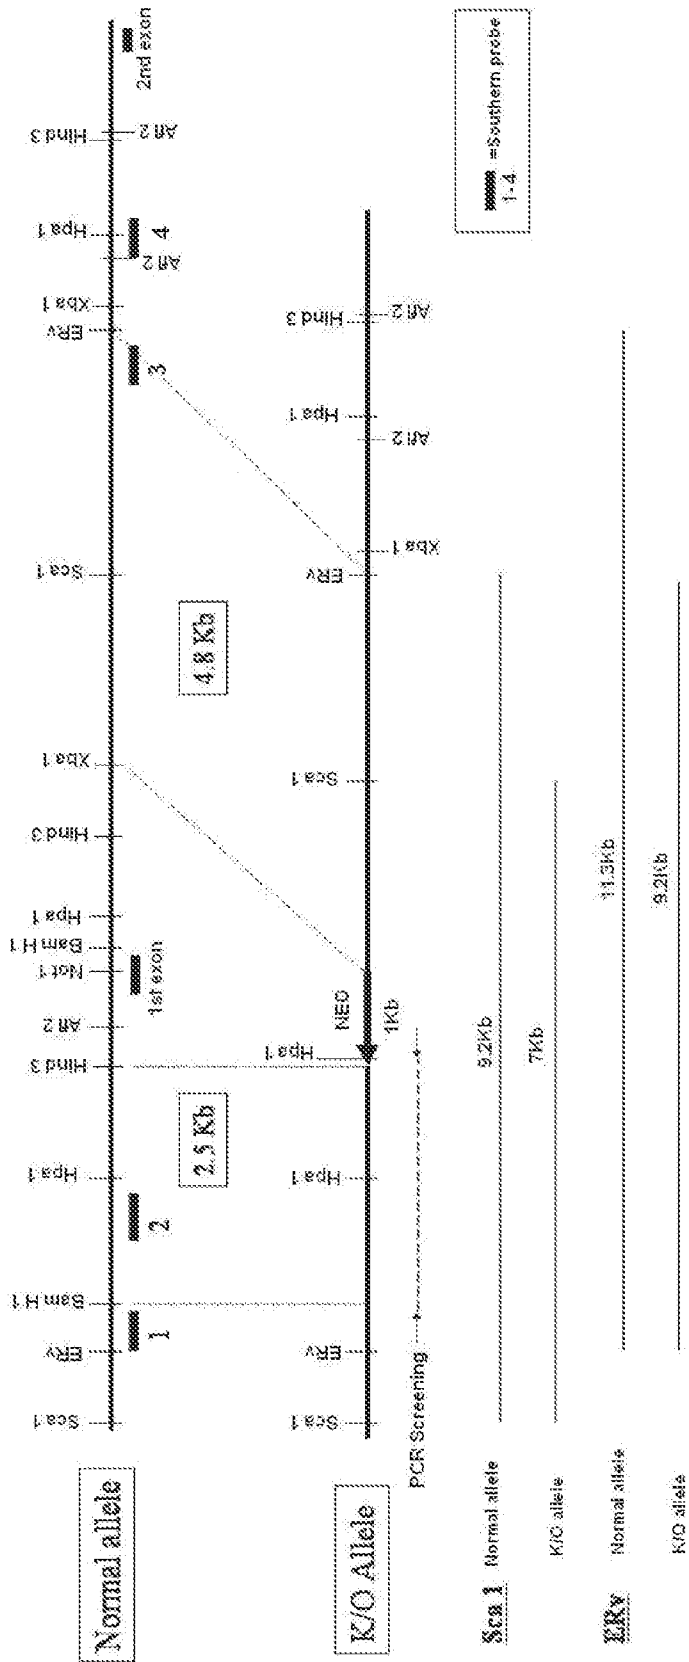 Normal allele
Sca 1
ERv
Bam H 1
Hpa 1
Hind 3
Afl 2
Not 1
Bam H 1
Hpa 1
Hind 3
Xba 1
Sca 1
ERv
Xba 1
Afl 2
Hpa 1
Hind 3
Afl 2
1
2
1st exon
3
4
2nd exon
2.5 Kb
4.8 Kb
K/O Allele
Sca 1
ERv
Hpa 1
Hpa 1
NEO
1Kb
Sca 1
ERv
Xba 1
Afl 2
Hpa 1
Hind 3
Afl 2
PCR Screening
=Southern probe
1-4
Sca 1
Normal allele
9.2Kb
K/O allele
7Kb
ERv
Normal allele
11.3Kb
K/O allele
9.2Kb